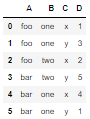 A B C D
0 foo one x 1
1 foo one y 3
2 foo two x 2
3 bar two y 5
4 bar one x 4
5 bar one y 1